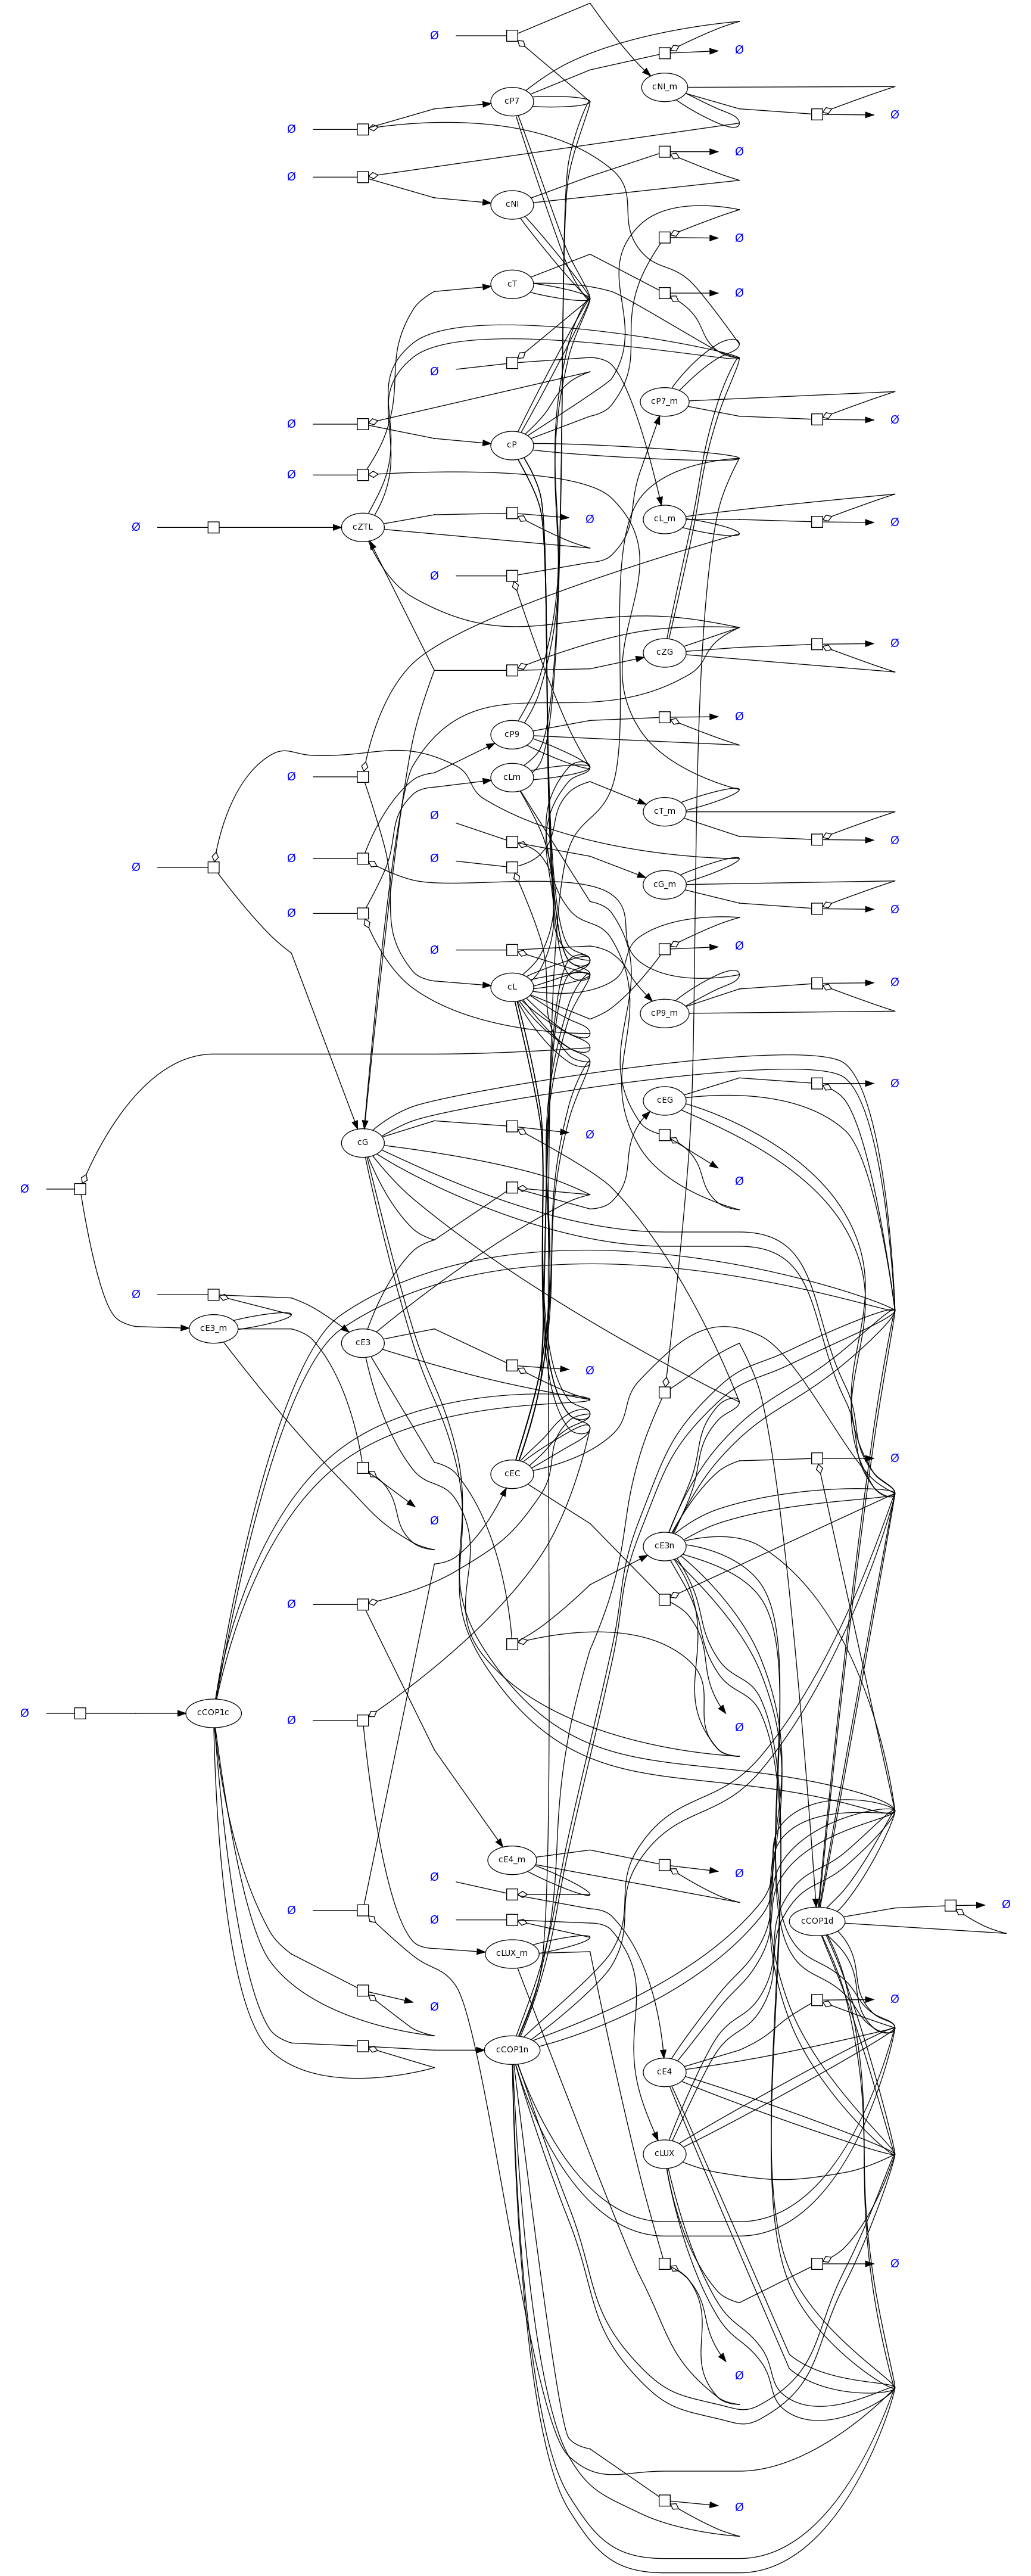 Ø
Ø
cNI_m
cP7
Ø
Ø
Ø
Ø
cNI
Ø
cT
Ø
Ø
cP7_m
Ø
Ø
cP
Ø
cL_m
Ø
Ø
Ø
cZTL
Ø
Ø
cZG
Ø
cP9
Ø
cLm
Ø
cT_m
Ø
Ø
Ø
Ø
Ø
cG_m
Ø
Ø
Ø
Ø
cL
Ø
cP9_m
Ø
cEG
Ø
cG
Ø
Ø
Ø
Ø
cE3_m
cE3
Ø
Ø
cEC
Ø
cE3n
Ø
Ø
cCOP1c
Ø
Ø
cE4_m
Ø
Ø
Ø
cCOP1d
Ø
Ø
cLUX_m
Ø
Ø
cCOP1n
cE4
cLUX
Ø
Ø
Ø